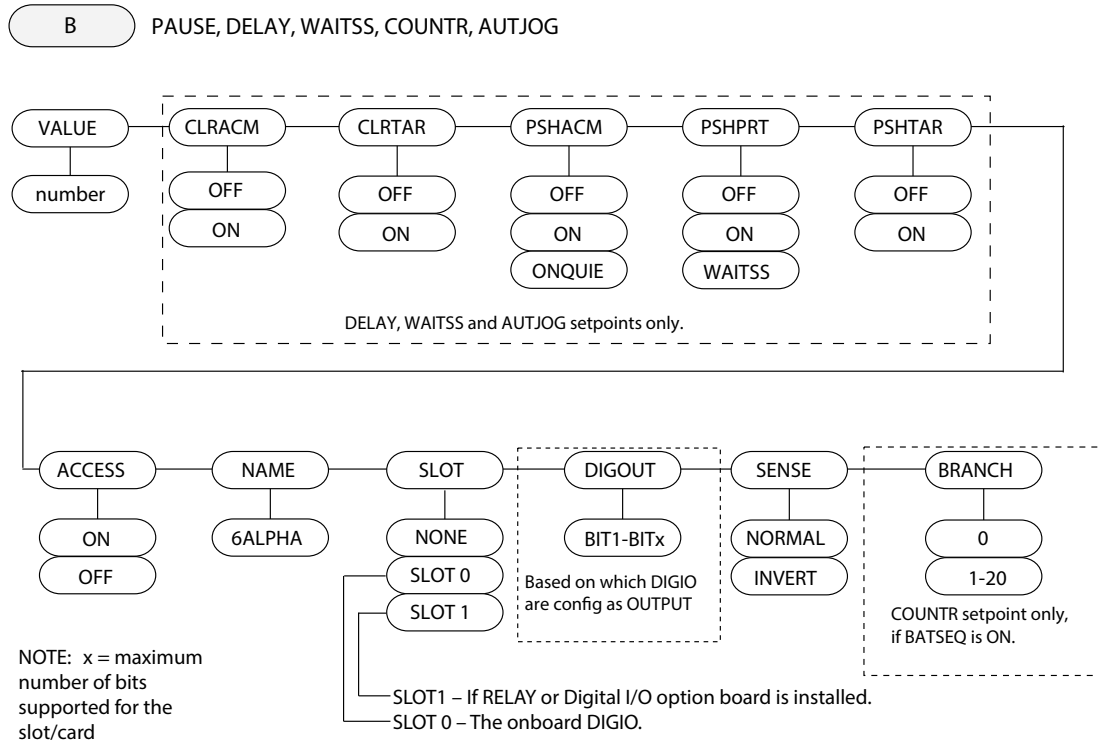 B PAUSE, DELAY, WAITSS, COUNTR, AUTJOG
VALUE CLRACM CLRTAR PSHACM PSHPRT PSHTAR
number OFF OFF OFF OFF OFF
ON ON ON ON ON
ONQUIE WAITSS
DELAY, WAITSS and AUTJOG setpoints only.
ACCESS NAME SLOT DIGOUT SENSE BRANCH
ON 6ALPHA NONE BIT1-BITx NORMAL 0
OFF SLOT 0 INVERT 1-20
SLOT 1
Based on which DIGIO
are config as OUTPUT
COUNTR setpoint only,
if BATSEQ is ON.
NOTE: x = maximum
number of bits
supported for the
slot/card
SLOT1 – If RELAY or Digital I/O option board is installed.
SLOT 0 – The onboard DIGIO.